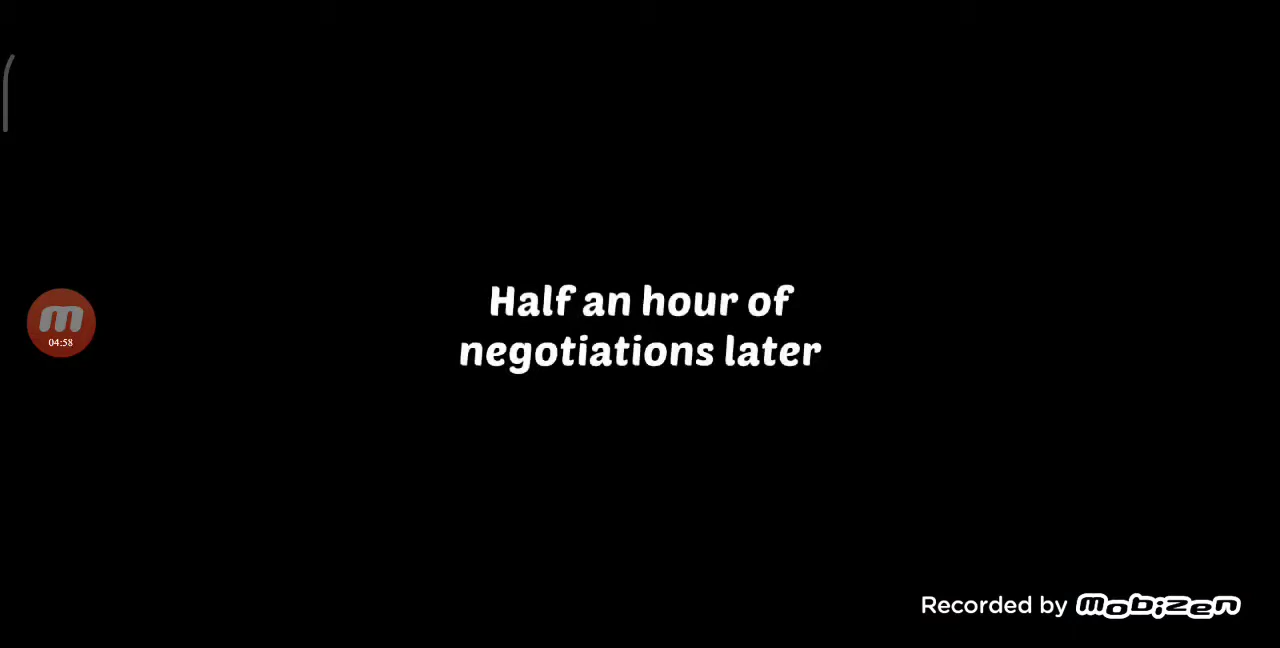 Half an hour of
negotiations later
m
04:58
Recorded by mobizen